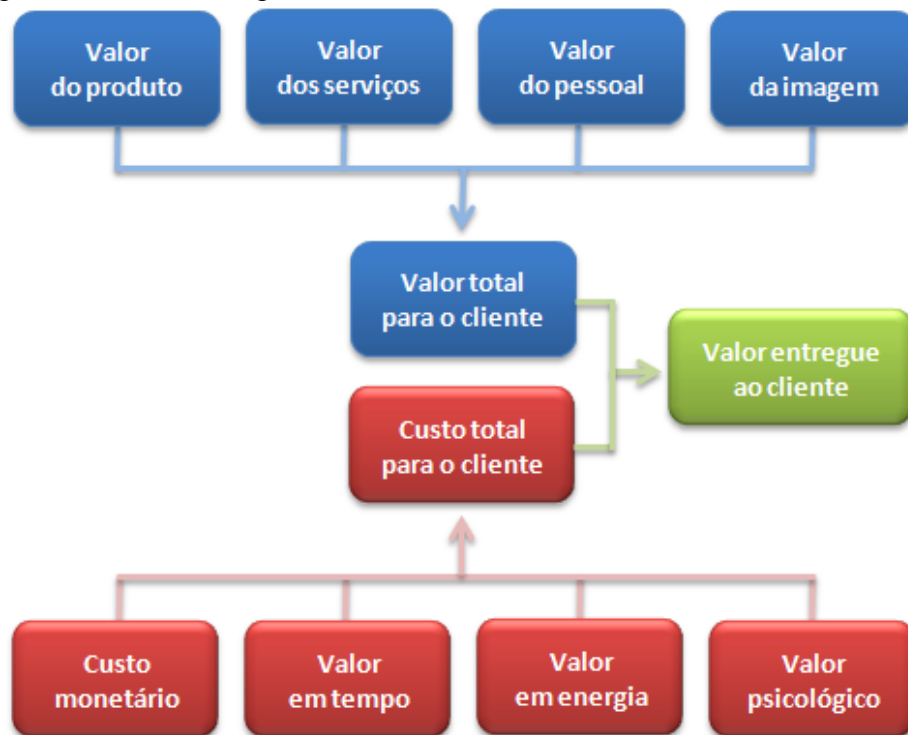 Valor
do produto
Valor
dos serviços
Valor
do pessoal
Valor
da imagem
Valor total
para o cliente
Valor entregue
ao cliente
Custo total
para o cliente
Custo
monetário
Valor
em tempo
Valor
em energia
Valor
psicológico